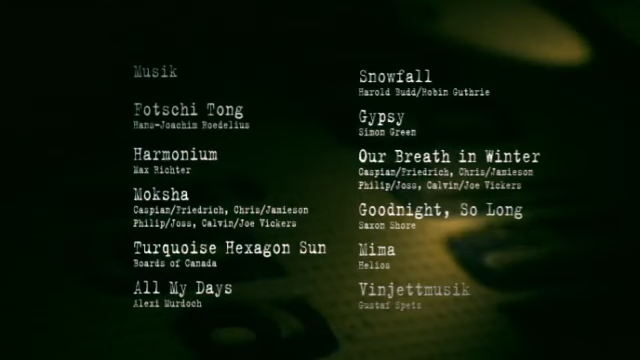 Musik
Fotschi Tong
Hans-Joachim Roedelius
Harmonium
Max Richter
Moksha
Caspian/Friedrich, Chris/Jamieson
Philip/Joss, Calvin/Joe Vickers
Turquoise Hexagon Sun
Boards of Canada
All My Days
Alexi Murdoch
Snowfall
Harold Budd/Robin Guthrie
Gypsy
Simon Green
Our Breath in Winter
Caspian/Friedrich, Chris/Jamieson
Philip/Joss, Calvin/Joe Vickers
Goodnight, So Long
Saxon Shore
Nima
Helios
Vinjettmusik
Gustaf Spetz